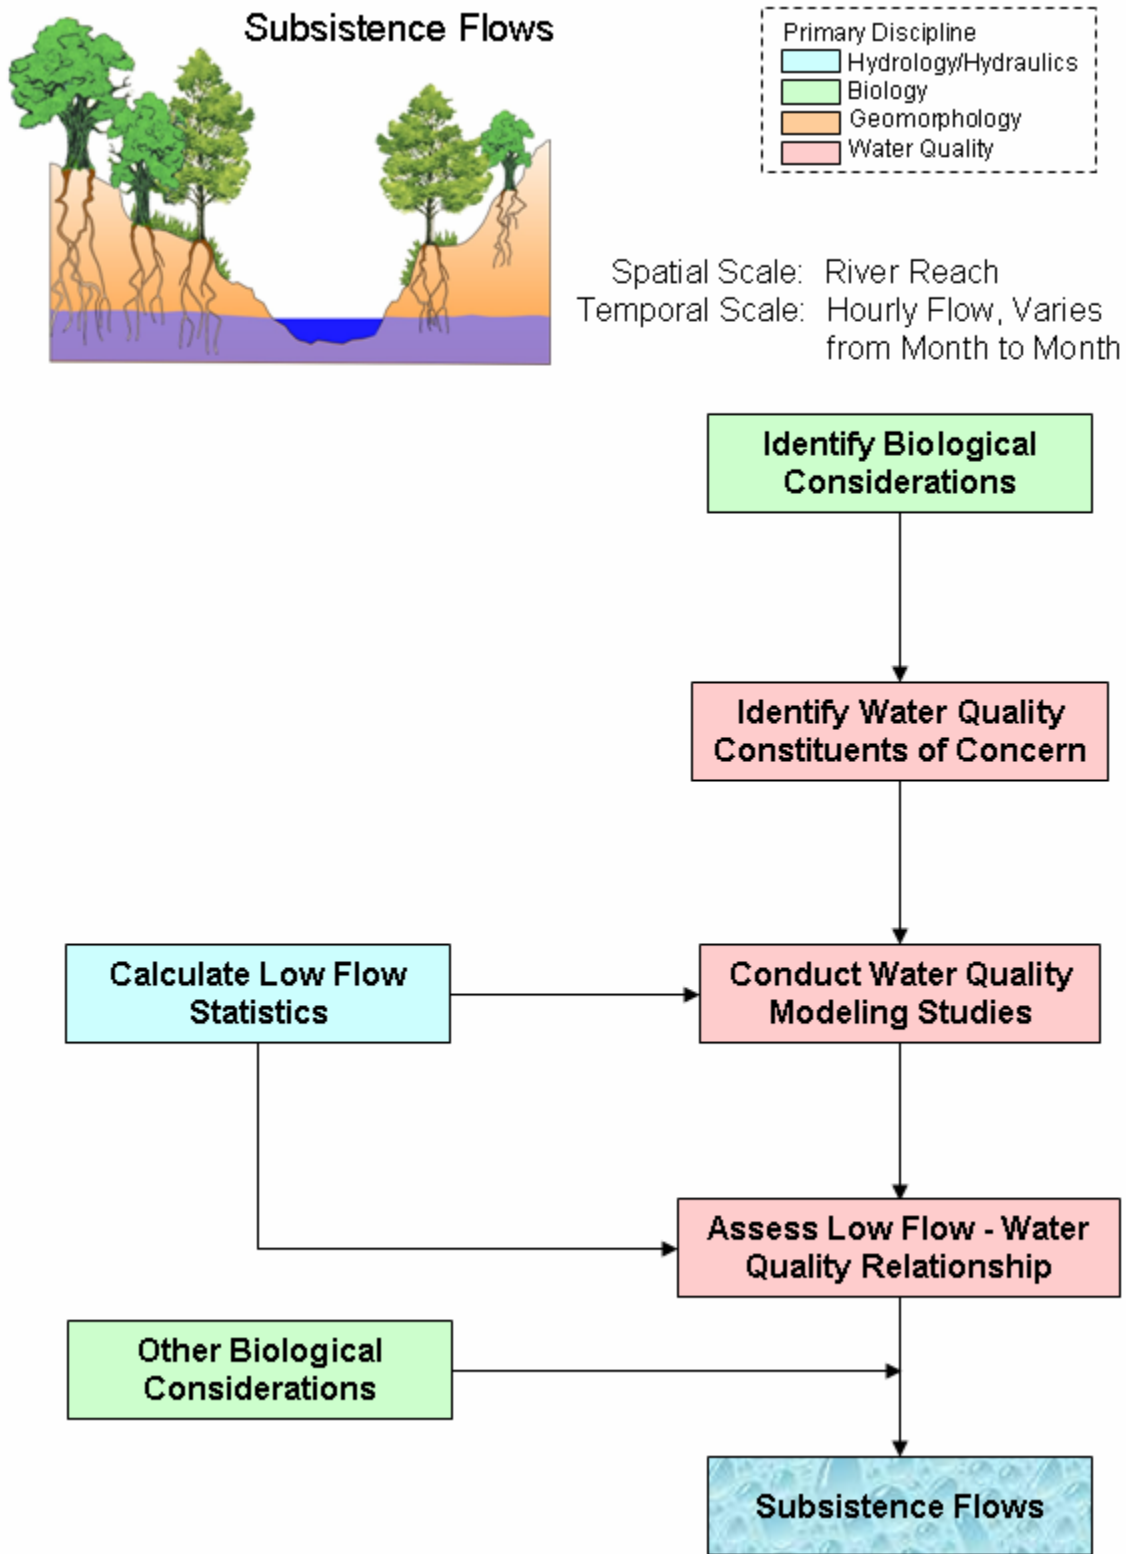 Subsistence Flows
Primary Discipline
Hydrology/Hydraulics
Biology
Geomorphology
Water Quality
Spatial Scale: River Reach
Temporal Scale: Hourly Flow, Varies
from Month to Month
Identify Biological
Considerations
Identify Water Quality
Constituents of Concern
Calculate Low Flow
Statistics
Conduct Water Quality
Modeling Studies
Assess Low Flow - Water
Quality Relationship
Other Biological
Considerations
Subsistence Flows